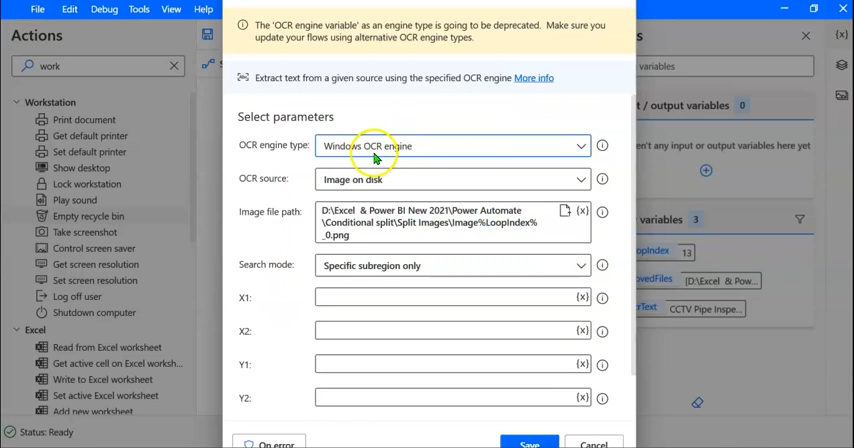 File Edit Debug Tools View Help
Actions
work
Workstation
Print document
Get default printer
Set default printer
Show desktop
Lock workstation
Play sound
Empty recycle bin
Take screenshot
Control screen saver
Get screen resolution
Set screen resolution
Log off user
Shutdown computer
Excel
Read from Excel worksheet
Get active cell on Excel worksh...
Write to Excel worksheet
Set active Excel worksheet
Add new worksheet
Status: Ready
The 'OCR engine variable' as an engine type is going to be deprecated. Make sure you
update your flows using alternative OCR engine types.
Extract text from a given source using the specified OCR engine More info
Select parameters
OCR engine type: Windows OCR engine
OCR source: Image on disk
Image file path: D:\Excel & Power BI New 2021\Power Automate
\Conditional split\Split Images\Image%LoopIndex%
_0.png
{x}
Search mode: Specific subregion only
X1: {x}
X2: {x}
Y1: {x}
Y2: {x}
On error
Save
Cancel
{x}
variables
t / output variables 0
n't any input or output variables here yet
variables 3
opIndex 13
ovedFiles [D:\Excel & Pow...
rText CCTV Pipe Inspe...